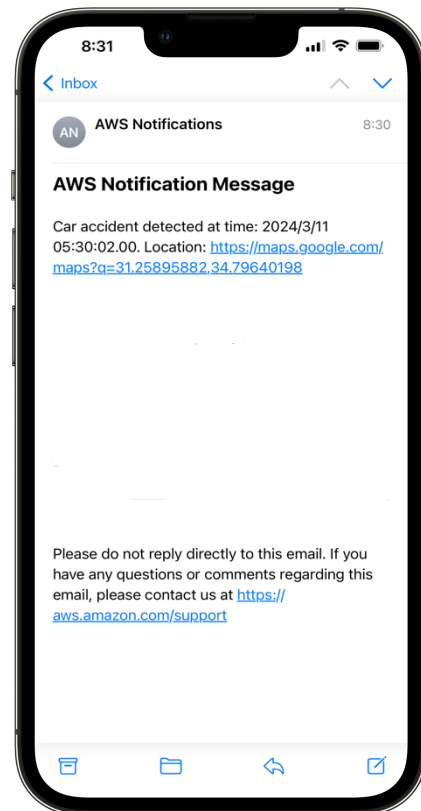 8:31
Inbox
AN
AWS Notifications
8:30
AWS Notification Message
Car accident detected at time: 2024/3/11
05:30:02.00. Location: https://maps.google.com/
maps?q=31.25895882,34.79640198
Please do not reply directly to this email. If you
have any questions or comments regarding this
email, please contact us at https://
aws.amazon.com/support